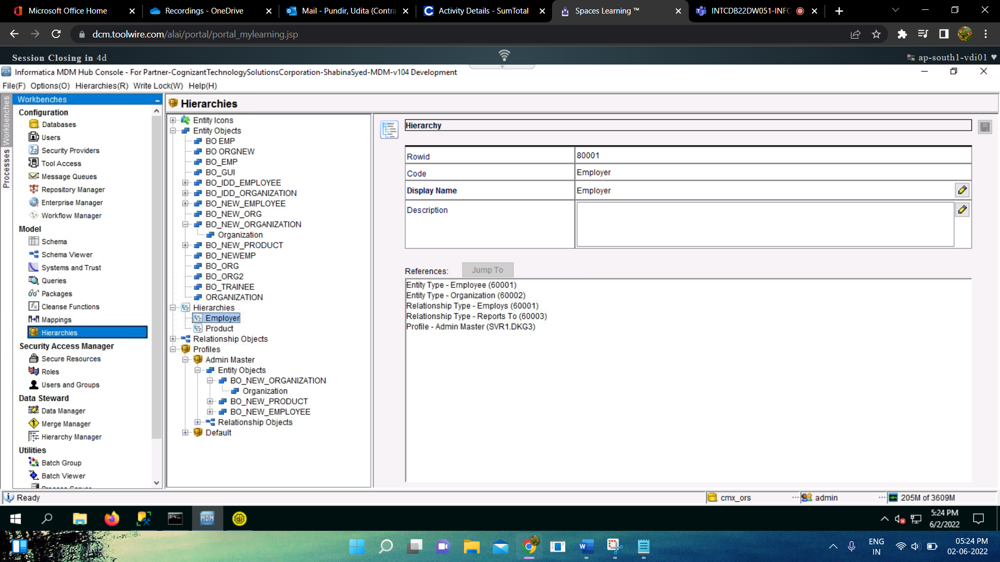 Microsoft Office Home
Recordings - OneDrive
Mail - Pundir, Udita (Contra
Activity Details - SumTotal
Spaces Learning ™
INTCDB22DW051-INFO
dcm.toolwire.com/alai/portal/portal_mylearning.jsp
Session Closing in 4d
ap-south1-vdi01
Informatica MDM Hub Console - For Partner-CognizantTechnologySolutionsCorporation-ShabinaSyed-MDM-v104 Development
File(F) Options(O) Hierarchies(R) Write Lock(W) Help(H)
Workbenches
Processes
Workbenches
Configuration
Databases
Users
Security Providers
Tool Access
Message Queues
Repository Manager
Enterprise Manager
Workflow Manager
Model
Schema
Schema Viewer
Systems and Trust
Queries
Packages
Cleanse Functions
Mappings
Hierarchies
Security Access Manager
Secure Resources
Roles
Users and Groups
Data Steward
Data Manager
Merge Manager
Hierarchy Manager
Utilities
Batch Group
Batch Viewer
Hierarchies
Entity Icons
Entity Objects
BO EMP
BO ORGNEW
BO_EMP
BO_GUI
BO_IDD_EMPLOYEE
BO_IDD_ORGANIZATION
BO_NEW_EMPLOYEE
BO_NEW_ORG
BO_NEW_ORGANIZATION
Organization
BO_NEW_PRODUCT
BO_NEWEMP
BO_ORG
BO_ORG2
BO_TRAINEE
ORGANIZATION
Hierarchies
Employer
Product
Relationship Objects
Profiles
Admin Master
Entity Objects
BO_NEW_ORGANIZATION
Organization
BO_NEW_PRODUCT
BO_NEW_EMPLOYEE
Relationship Objects
Default
Hierarchy
Rowid 80001
Code Employer
Display Name Employer
Description
References: Jump To
Entity Type - Employee (60001)
Entity Type - Organization (60002)
Relationship Type - Employs (60001)
Relationship Type - Reports To (60003)
Profile - Admin Master (SVR1.DKG3)
Ready
cmx_ors ... admin ... 205M of 3609M
MDM
5:24 PM
6/2/2022
ENG
IN
05:24 PM
02-06-2022